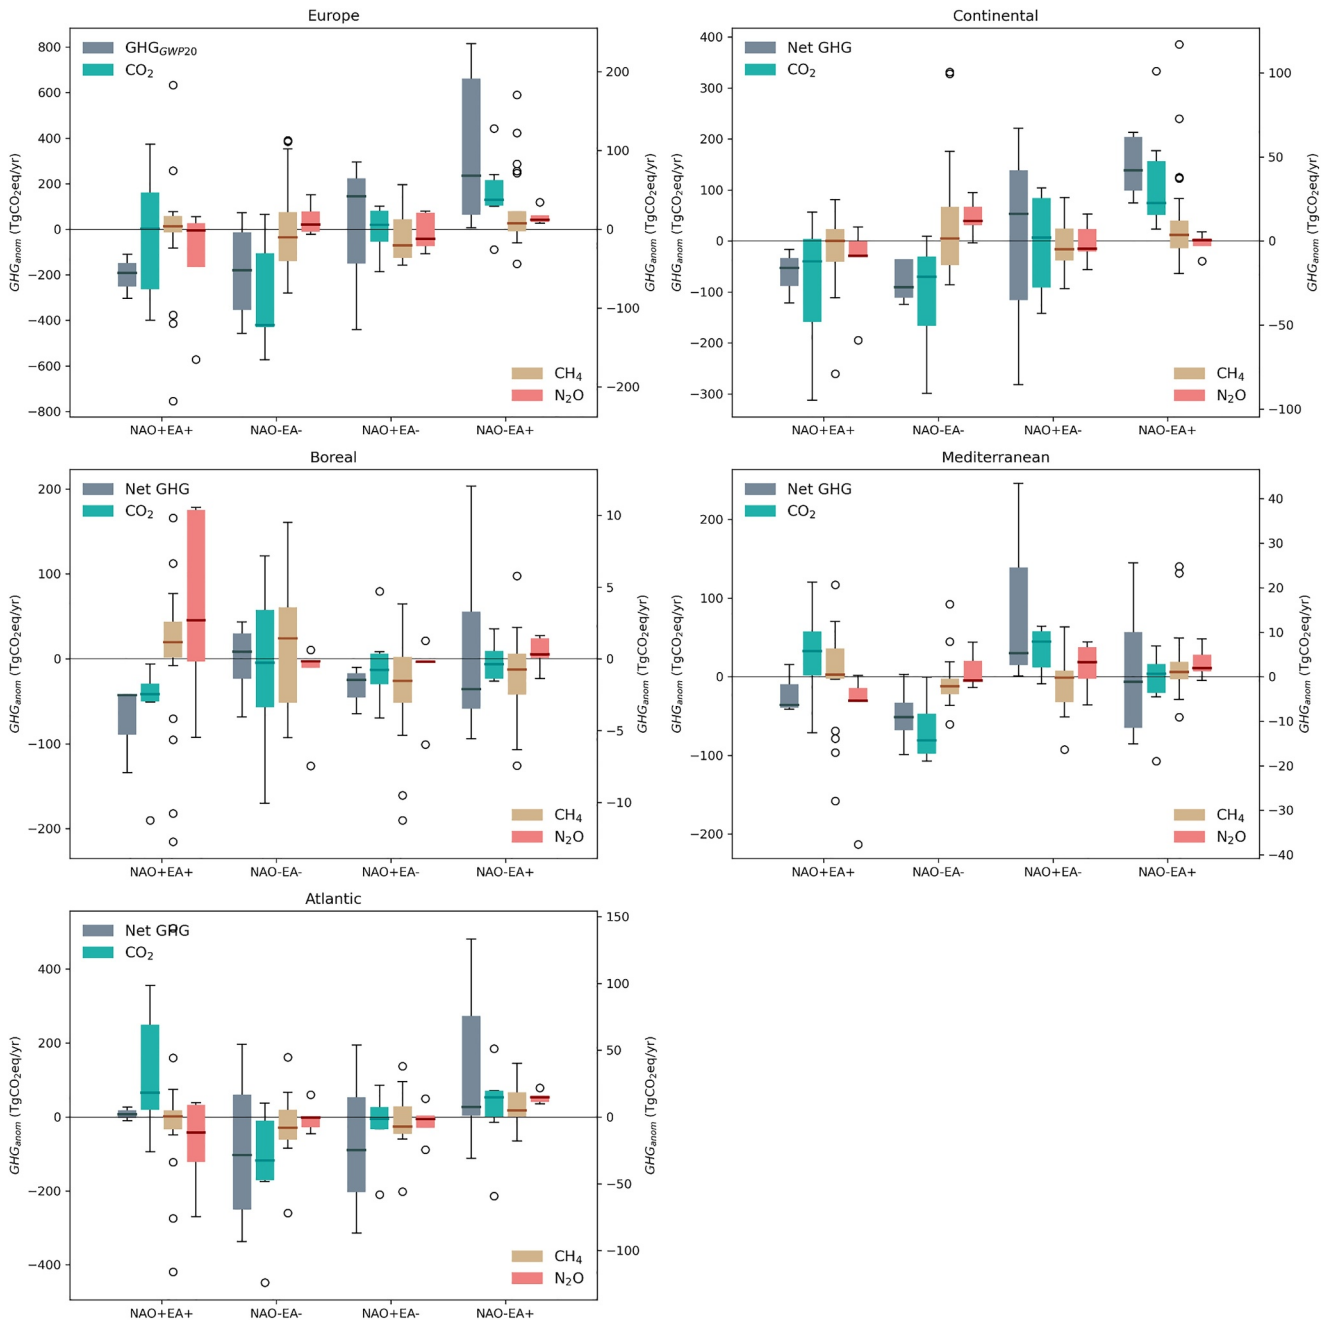 Europe
GHG_GWP20
CO₂
800
600
400
200
0
−200
−400
−600
−800
GHG_anom (TgCO₂eq/yr)
200
100
0
−100
−200
GHG_anom (TgCO₂eq/yr)
CH₄
N₂O
NAO+EA+ NAO-EA- NAO+EA- NAO-EA+
Continental
Net GHG
CO₂
400
300
200
100
0
−100
−200
−300
GHG_anom (TgCO₂eq/yr)
100
50
0
−50
−100
GHG_anom (TgCO₂eq/yr)
CH₄
N₂O
NAO+EA+ NAO-EA- NAO+EA- NAO-EA+
Boreal
Net GHG
CO₂
200
100
0
−100
−200
GHG_anom (TgCO₂eq/yr)
10
5
0
−5
−10
GHG_anom (TgCO₂eq/yr)
CH₄
N₂O
NAO+EA+ NAO-EA- NAO+EA- NAO-EA+
Mediterranean
Net GHG
CO₂
200
100
0
−100
−200
GHG_anom (TgCO₂eq/yr)
40
30
20
10
0
−10
−20
−30
−40
GHG_anom (TgCO₂eq/yr)
CH₄
N₂O
NAO+EA+ NAO-EA- NAO+EA- NAO-EA+
Atlantic
Net GHG
CO₂
400
200
0
−200
−400
GHG_anom (TgCO₂eq/yr)
150
100
50
0
−50
−100
GHG_anom (TgCO₂eq/yr)
CH₄
N₂O
NAO+EA+ NAO-EA- NAO+EA- NAO-EA+